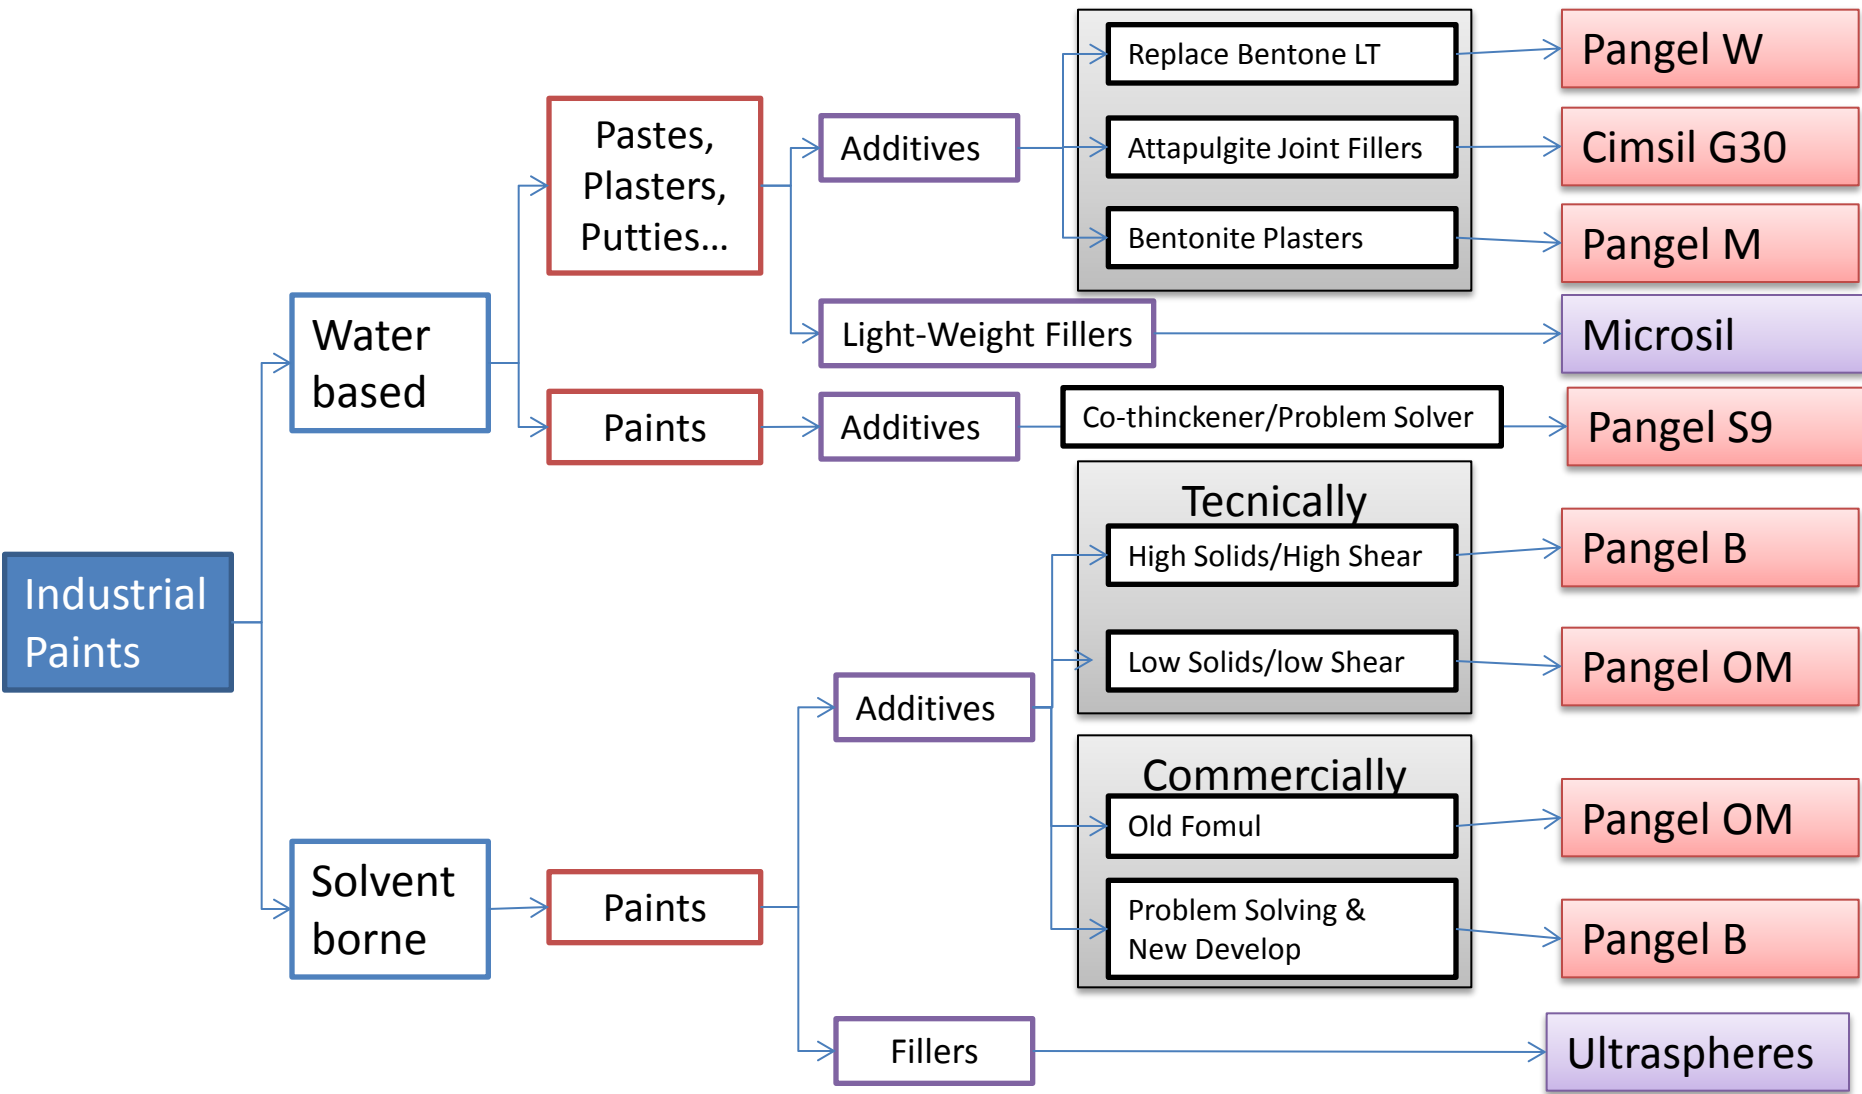 Industrial
Paints
Water
based
Solvent
borne
Pastes,
Plasters,
Putties...
Paints
Paints
Additives
Light-Weight Fillers
Additives
Additives
Fillers
Replace Bentone LT
Attapulgite Joint Fillers
Bentonite Plasters
Co-thinckener/Problem Solver
Tecnically
High Solids/High Shear
Low Solids/low Shear
Commercially
Old Fomul
Problem Solving &
New Develop
Pangel W
Cimsil G30
Pangel M
Microsil
Pangel S9
Pangel B
Pangel OM
Pangel OM
Pangel B
Ultraspheres